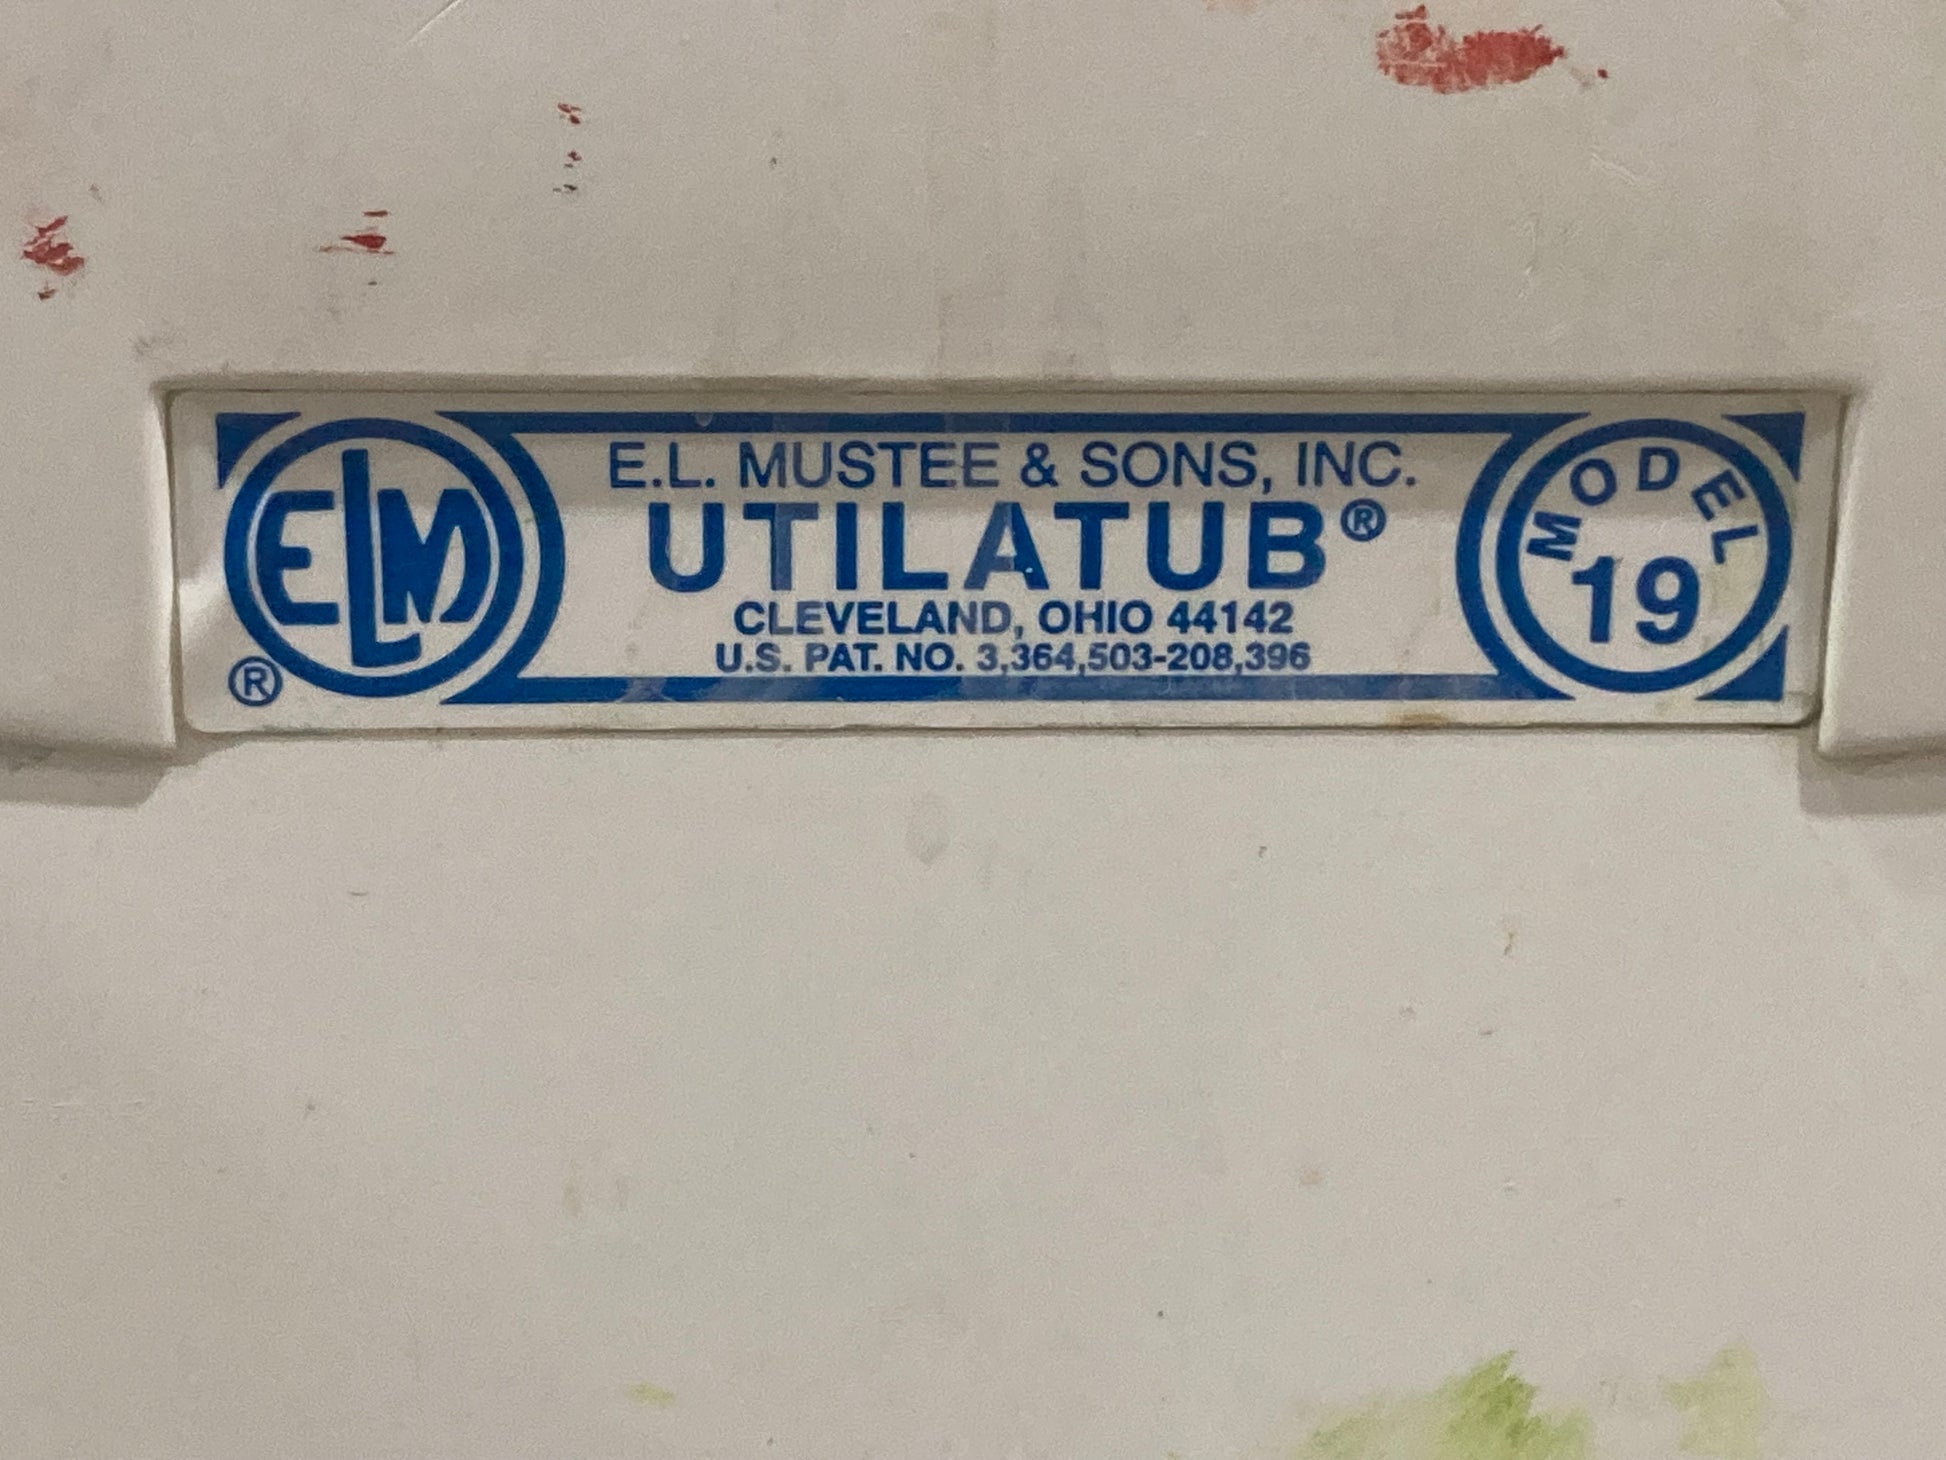 ELM
®
E.L. MUSTEE & SONS, INC.
UTILATUB®
CLEVELAND, OHIO 44142
U.S. PAT. NO. 3,364,503-208,396
MODEL
19